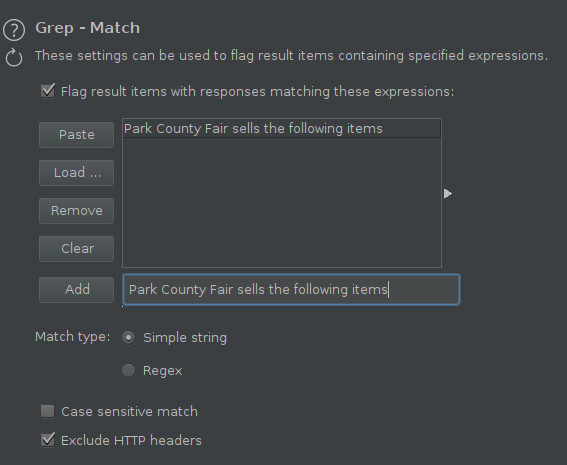 Grep - Match
These settings can be used to flag result items containing specified expressions.
Flag result items with responses matching these expressions:
Paste
Park County Fair sells the following items
Load ...
Remove
Clear
Add
Park County Fair sells the following items
Match type:
Simple string
Regex
Case sensitive match
Exclude HTTP headers